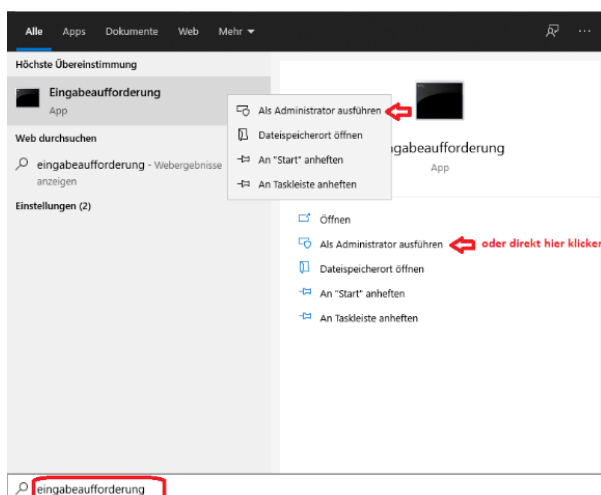 Alle Apps Dokumente Web Mehr
Höchste Übereinstimmung
Eingabeaufforderung
App
Web durchsuchen
eingabeaufforderung - Webergebnisse
anzeigen
Einstellungen (2)
Als Administrator ausführen
Dateispeicherort öffnen
An "Start" anheften
An Taskleiste anheften
ngabeaufforderung
App
Öffnen
Als Administrator ausführen oder direkt hier klicken
Dateispeicherort öffnen
An "Start" anheften
An Taskleiste anheften
eingabeaufforderung